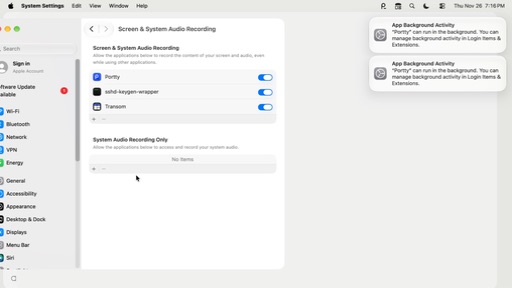 System Settings File Edit View Window Help
Thu Nov 26 7:16 PM
Screen & System Audio Recording
Search
Sign in
Apple Account
oftware Update
vailable
1
Wi-Fi
Bluetooth
Network
VPN
Energy
General
Accessibility
Appearance
Desktop & Dock
Displays
Menu Bar
Siri
Screen & System Audio Recording
Allow the applications below to record the content of your screen and audio, even
while using other applications.
Portty
sshd-keygen-wrapper
Transom
System Audio Recording Only
Allow the applications below to access and record your system audio.
No Items
App Background Activity
"Portty" can run in the background. You can
manage background activity in Login Items &
Extensions.
App Background Activity
"Portty" can run in the background. You can
manage background activity in Login Items &
Extensions.